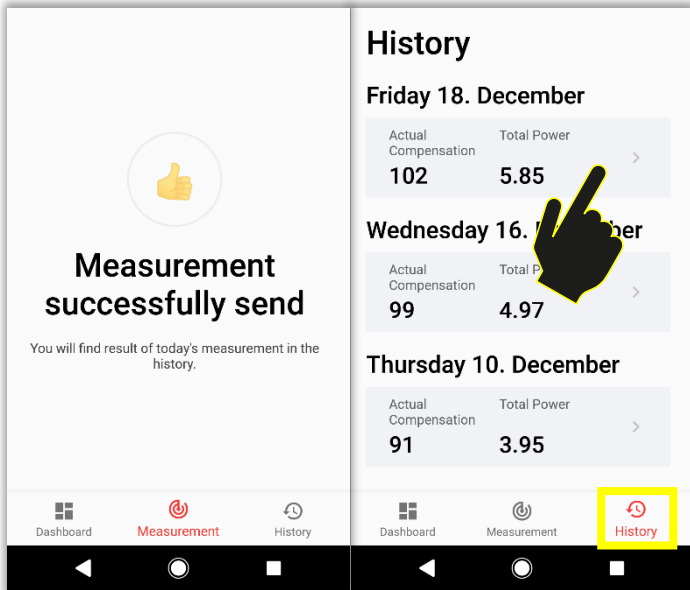 Measurement
successfully send
You will find result of today's measurement in the
history.
Dashboard
Measurement
History
History
Friday 18. December
Actual
Compensation
Total Power
102
5.85
Wednesday 16.
Actual
Compensation
Total
99
4.97
Thursday 10. December
Actual
Compensation
Total Power
91
3.95
Dashboard
Measurement
History